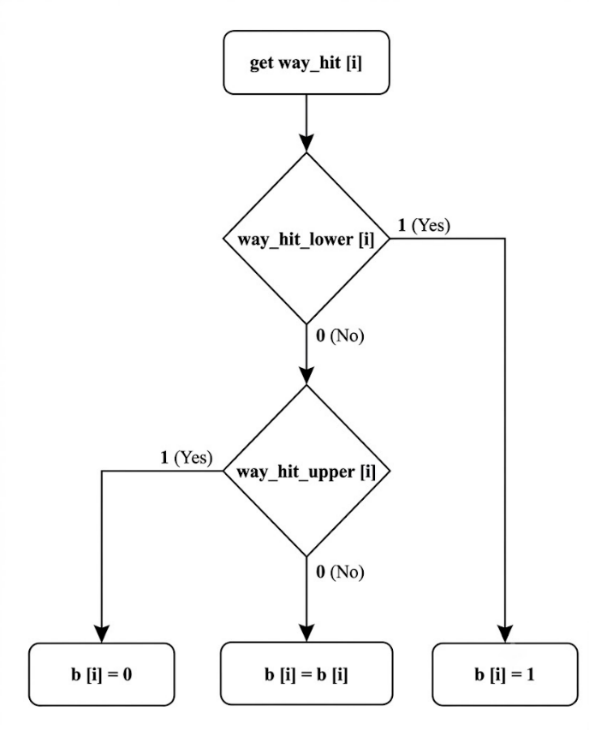 get way_hit [i]
way_hit_lower [i]
1 (Yes)
0 (No)
1 (Yes)
way_hit_upper [i]
0 (No)
b [i] = 0
b [i] = b [i]
b [i] = 1